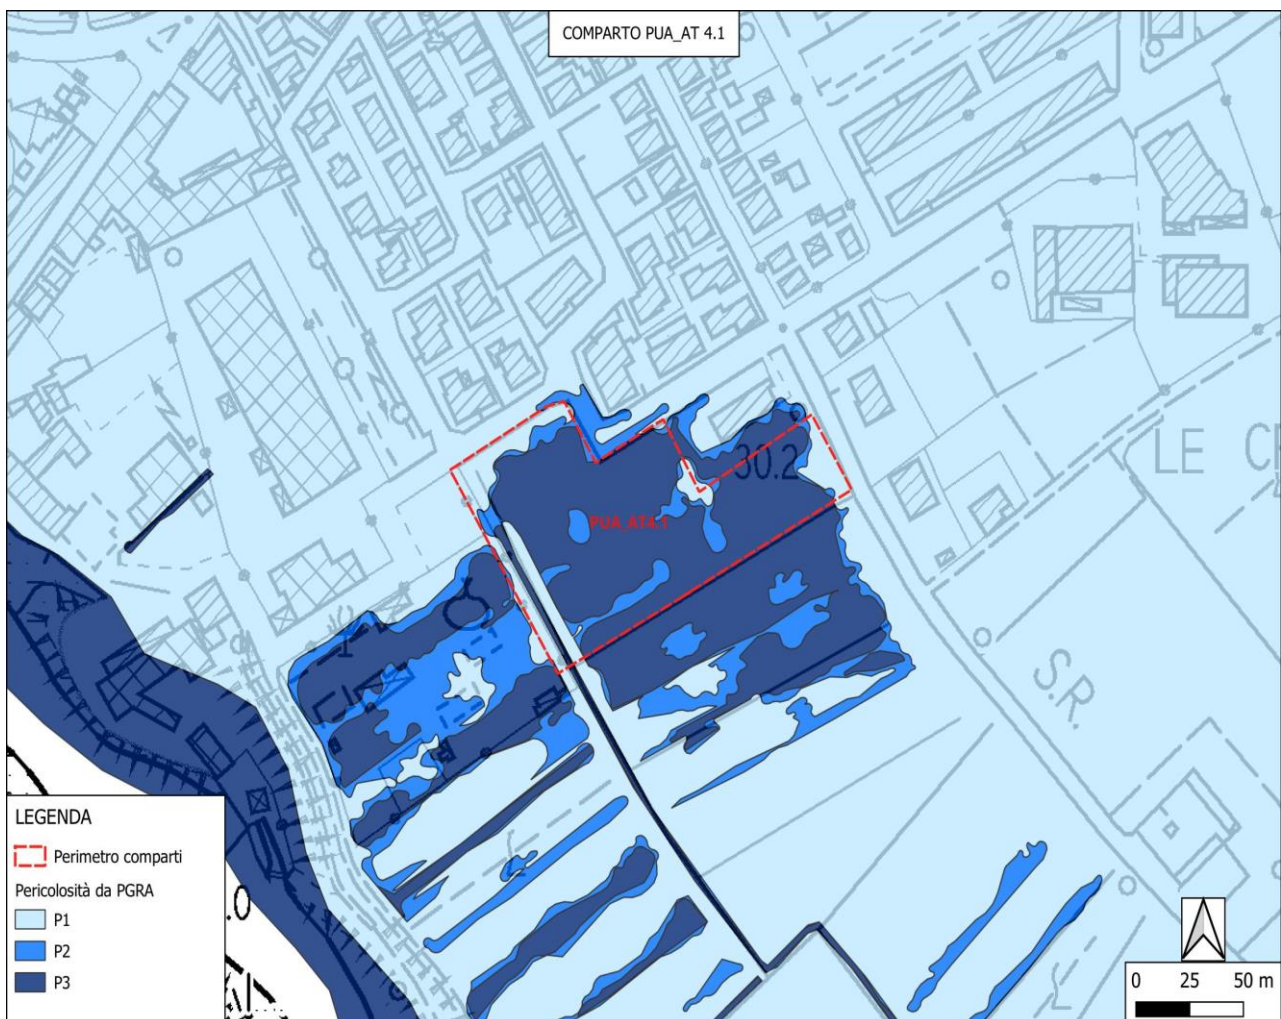 COMPARTO PUA_AT 4.1
LE
30.2
PUA_AT4.1
S.R.
LEGENDA
Perimetro comparti
Pericolosità da PGRA
P1
P2
P3
.0
0 25 50 m